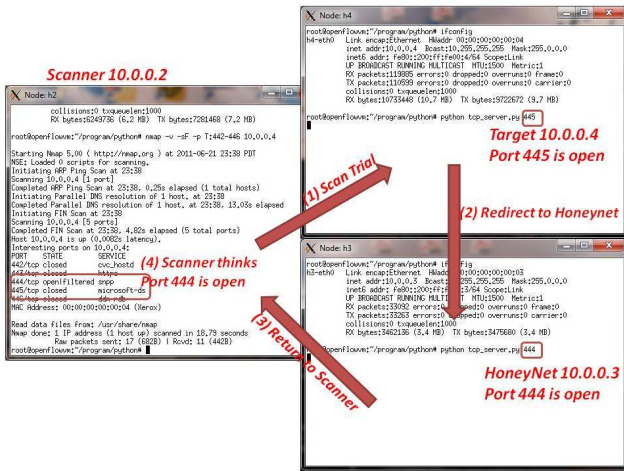 Scanner 10.0.0.2
Node: h2
collisions:0 txqueuelen:1000
RX bytes:6249736 (6.2 MB) TX bytes:7281468 (7.2 MB)
root@openflowvm:~/program/python# nmap -v -sF -p T:442-446 10.0.0.4
Starting Nmap 5.00 ( http://nmap.org ) at 2011-06-21 23:38 PDT
NSE: Loaded 0 scripts for scanning.
Initiating ARP Ping Scan at 23:38
Scanning 10.0.0.4 [1 port]
Completed ARP Ping Scan at 23:38, 0.25s elapsed (1 total hosts)
Initiating Parallel DNS resolution of 1 host. at 23:38
Completed Parallel DNS resolution of 1 host. at 23:38, 13.03s elapsed
Initiating FIN Scan at 23:38
Scanning 10.0.0.4 [5 ports]
Completed FIN Scan at 23:38, 4.82s elapsed (5 total ports)
Host 10.0.0.4 is up (0.0082s latency).
Interesting ports on 10.0.0.4:
PORT STATE SERVICE
442/tcp closed cvc_hostd
443/tcp closed https
444/tcp open|filtered snpp
445/tcp closed microsoft-ds
446/tcp closed ddm-rdb
MAC Address: 00:00:00:00:00:04 (Xerox)
Read data files from: /usr/share/nmap
Nmap done: 1 IP address (1 host up) scanned in 18.79 seconds
Raw packets sent: 17 (682B) | Rcvd: 11 (442B)
root@openflowvm:~/program/python#
(4) Scanner thinks
Port 444 is open
(1) Scan Trial
Node: h4
root@openflowvm:~/program/python# ifconfig
h4-eth0 Link encap:Ethernet HWaddr 00:00:00:00:00:04
inet addr:10.0.0.4 Bcast:10.255.255.255 Mask:255.0.0.0
inet6 addr: fe80::200:ff:fe00:4/64 Scope:Link
UP BROADCAST RUNNING MULTICAST MTU:1500 Metric:1
RX packets:119885 errors:0 dropped:0 overruns:0 frame:0
TX packets:110599 errors:0 dropped:0 overruns:0 carrier:0
collisions:0 txqueuelen:1000
RX bytes:10733448 (10.7 MB) TX bytes:9722672 (9.7 MB)
root@openflowvm:~/program/python# python tcp_server.py 445
Target 10.0.0.4
Port 445 is open
(2) Redirect to Honeynet
Node: h3
root@openflowvm:~/program/python# ifconfig
h3-eth0 Link encap:Ethernet HWaddr 00:00:00:00:00:03
inet addr:10.0.0.3 Bcast:10.255.255.255 Mask:255.0.0.0
inet6 addr: fe80::200:ff:fe00:3/64 Scope:Link
UP BROADCAST RUNNING MULTICAST MTU:1500 Metric:1
RX packets:33092 errors:0 dropped:0 overruns:0 frame:0
TX packets:33263 errors:0 dropped:0 overruns:0 carrier:0
collisions:0 txqueuelen:1000
RX bytes:3462136 (3.4 MB) TX bytes:3475680 (3.4 MB)
root@openflowvm:~/program/python# python tcp_server.py 444
(3) Return to Scanner
HoneyNet 10.0.0.3
Port 444 is open